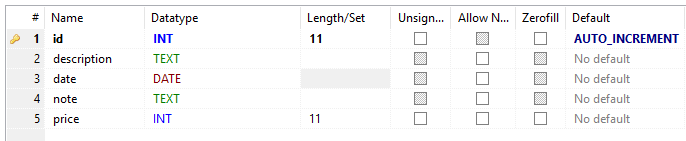 # Name Datatype Length/Set Unsign... Allow N... Zerofill Default
1 id INT 11 AUTO_INCREMENT
2 description TEXT No default
3 date DATE No default
4 note TEXT No default
5 price INT 11 No default